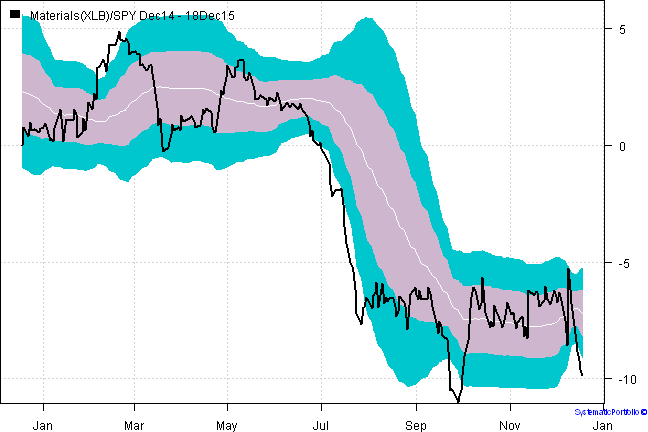 Materials(XLB)/SPY Dec14 - 18Dec15
5
0
-5
-10
SystematicPortfolio ©
Jan Mar May Jul Sep Nov Jan